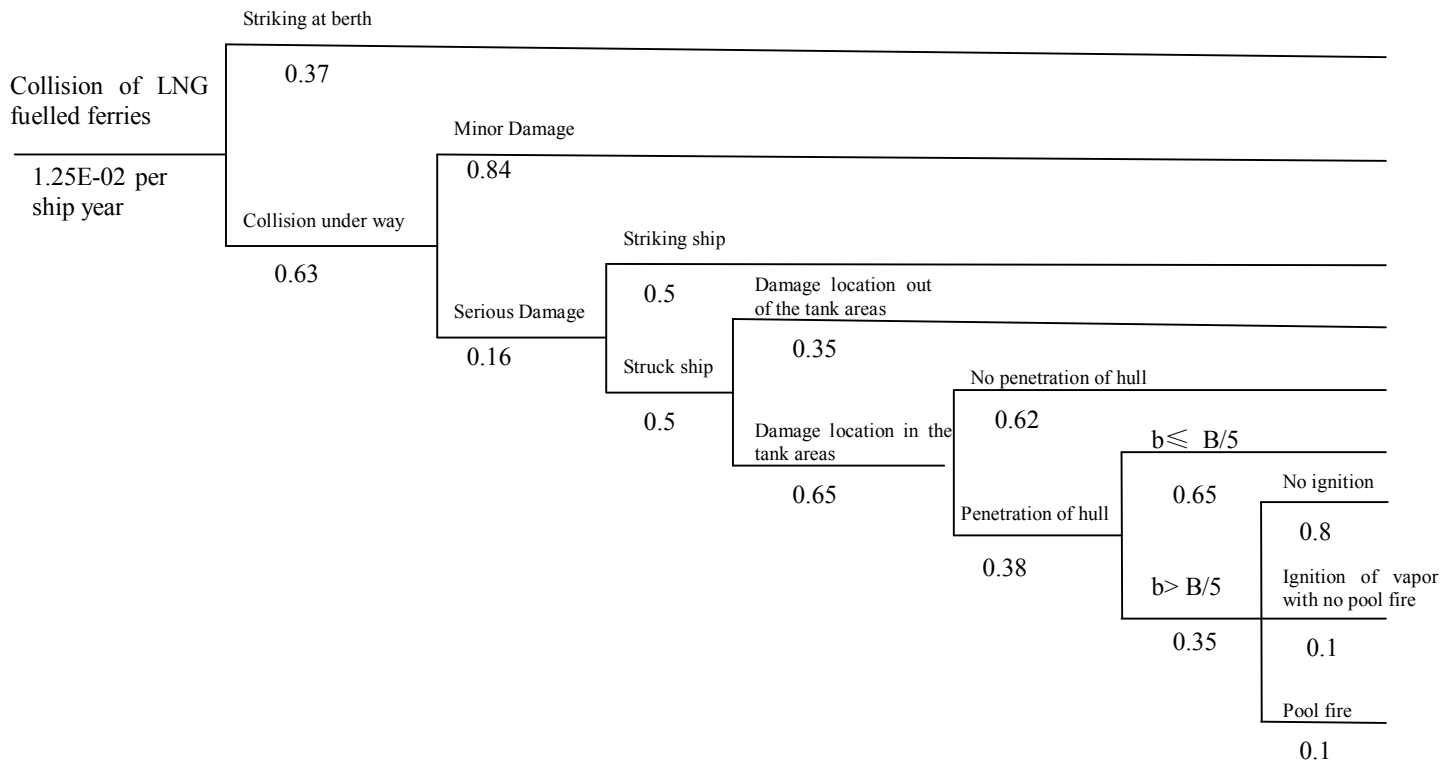 Striking at berth
0.37
Collision of LNG
fuelled ferries
1.25E-02 per
ship year
Minor Damage
0.84
Collision under way
0.63
Striking ship
0.5
Serious Damage
0.16
Damage location out
of the tank areas
0.35
Struck ship
0.5
No penetration of hull
0.62
Damage location in the
tank areas
0.65
b≤ B/5
0.65
Penetration of hull
0.38
No ignition
0.8
b> B/5
0.35
Ignition of vapor
with no pool fire
0.1
Pool fire
0.1